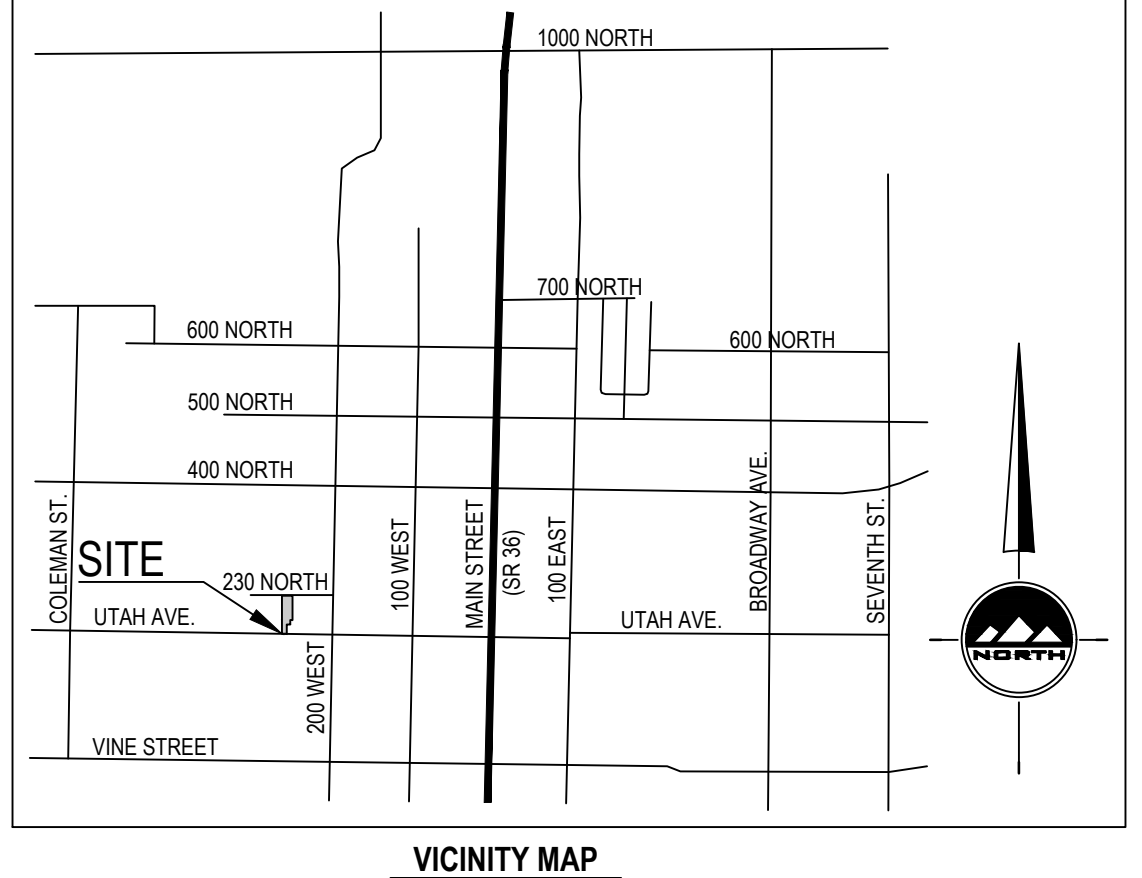 1000 NORTH
700 NORTH
600 NORTH
600 NORTH
500 NORTH
400 NORTH
COLEMAN ST.
SITE
230 NORTH
UTAH AVE.
200 WEST
100 WEST
MAIN STREET
(SR 36)
100 EAST
UTAH AVE.
BROADWAY AVE.
SEVENTH ST.
NORTH
VINE STREET
VICINITY MAP